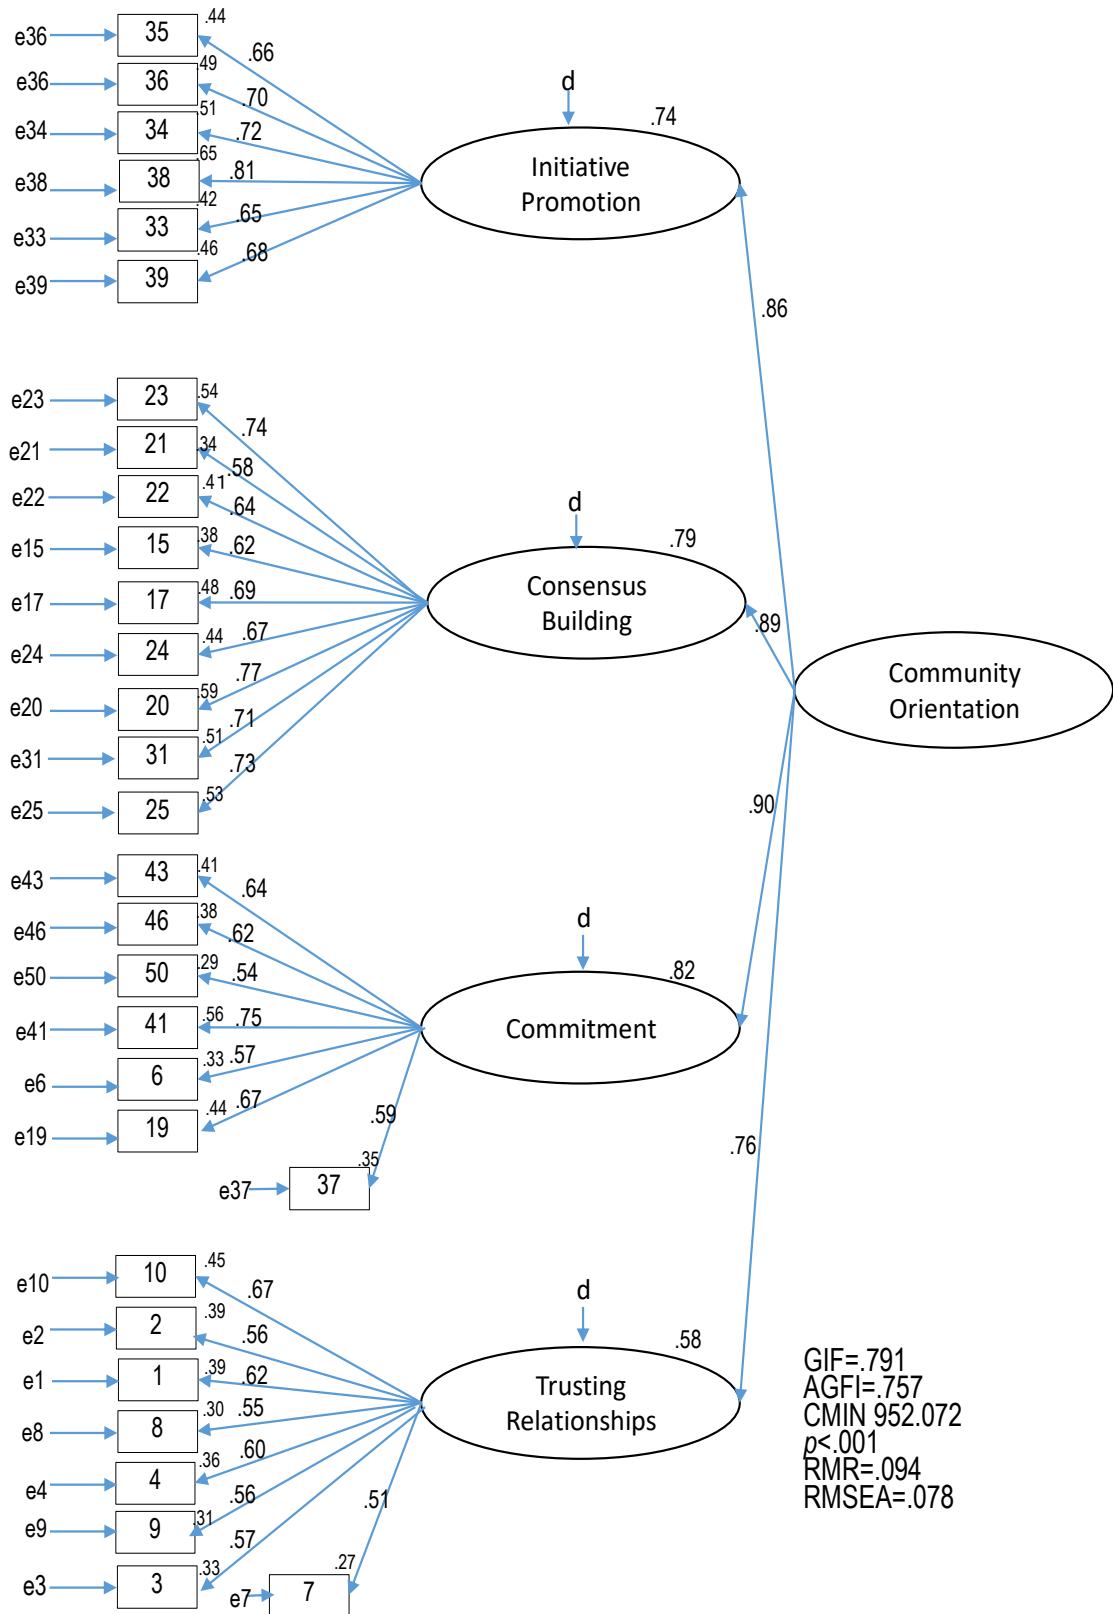 e36 35 .44 .66
e36 36 .49 .70
e34 34 .51 .72
e38 38 .65 .81
e33 33 .42 .65
e39 39 .46 .68
d
.74
Initiative
Promotion
.86
e23 23 .54 .74
e21 21 .34 .58
e22 22 .41 .64
e15 15 .38 .62
e17 17 .48 .69
e24 24 .44 .67
e20 20 .59 .77
e31 31 .51 .71
e25 25 .53 .73
d
.79
Consensus
Building
.89
Community
Orientation
.90
e43 43 .41 .64
e46 46 .38 .62
e50 50 .29 .54
e41 41 .56 .75
e6 6 .33 .57
e19 19 .44 .67
e37 37 .35 .59
d
.82
Commitment
.76
e10 10 .45 .67
e2 2 .39 .56
e1 1 .39 .62
e8 8 .30 .55
e4 4 .36 .60
e9 9 .31 .56
e3 3 .33 .57
e7 7 .27 .51
d
.58
Trusting
Relationships
GIF=.791
AGFI=.757
CMIN 952.072
p<.001
RMR=.094
RMSEA=.078